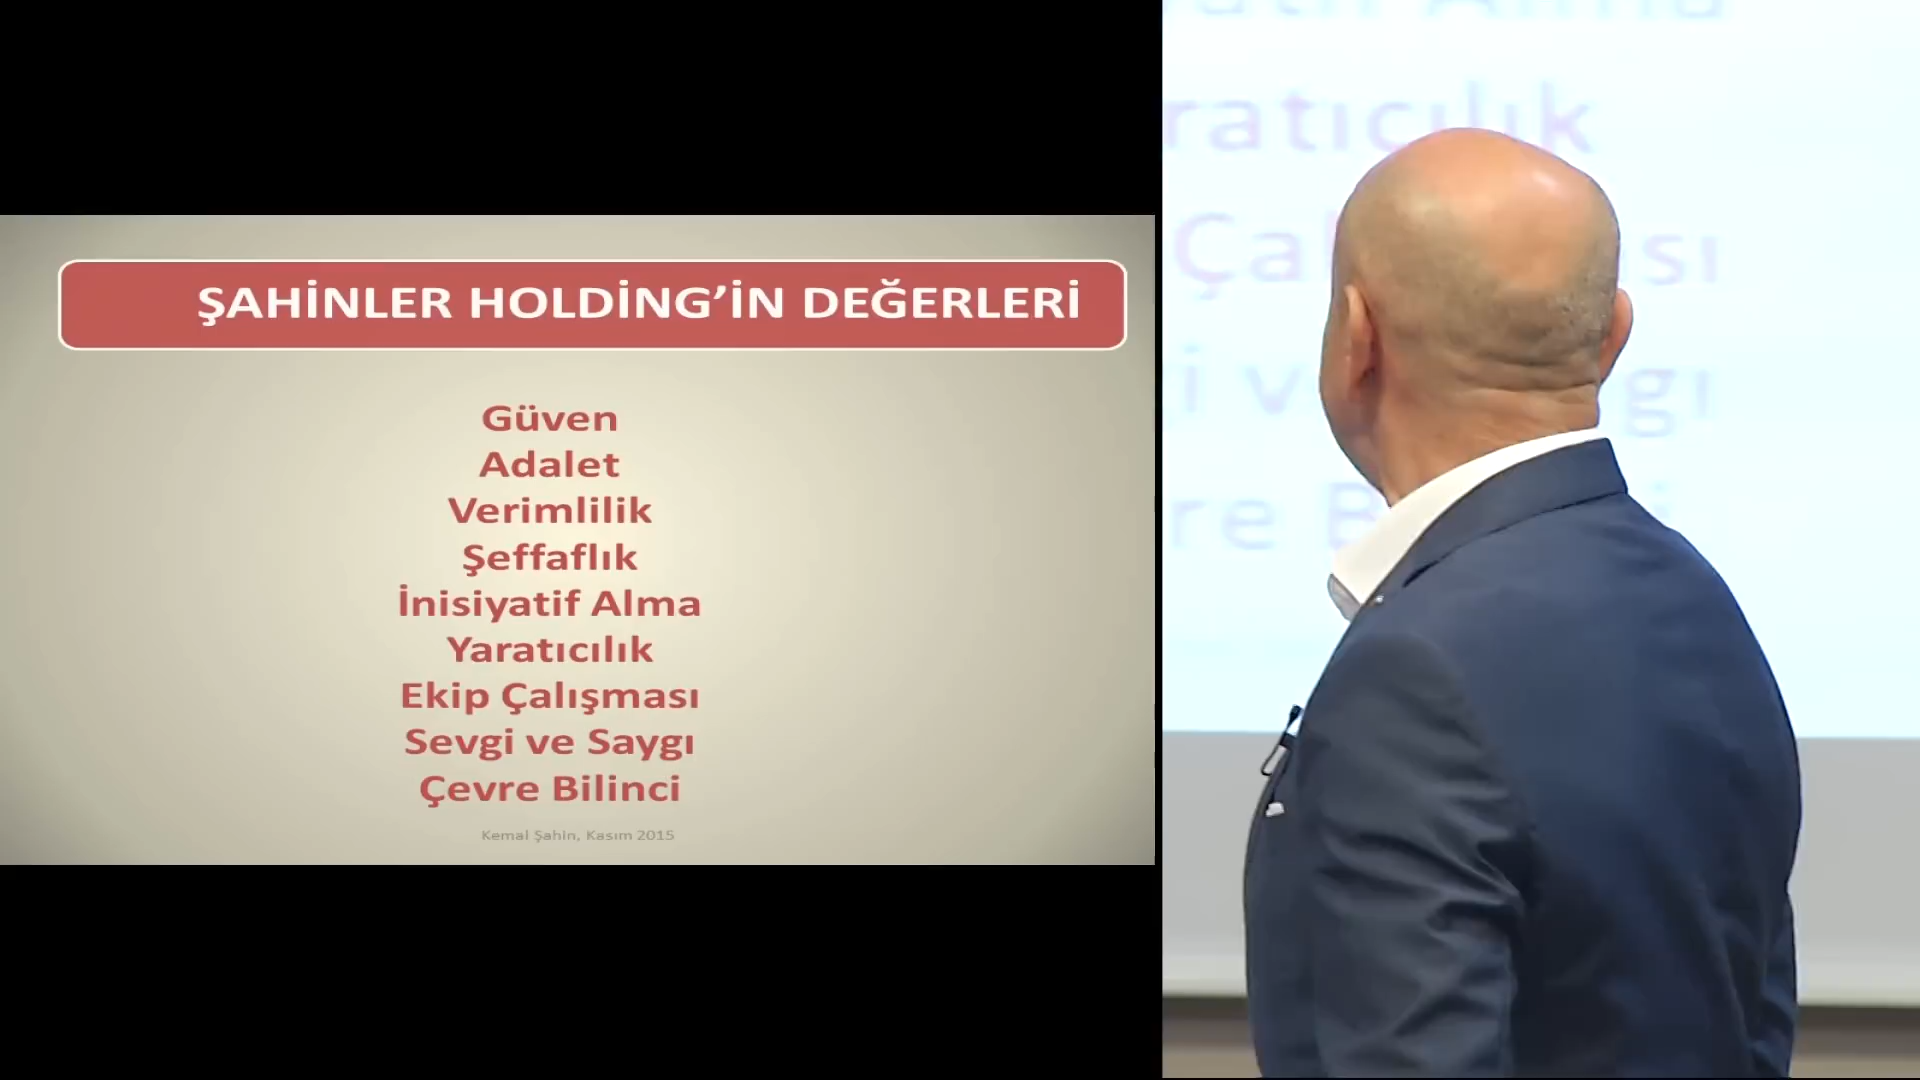 ŞAHİNLER HOLDİNG’İN DEĞERLERİ
Güven
Adalet
Verimlilik
Şeffaflık
İnisiyatif Alma
Yaratıcılık
Ekip Çalışması
Sevgi ve Saygı
Çevre Bilinci
Kemal Şahin, Kasım 2015